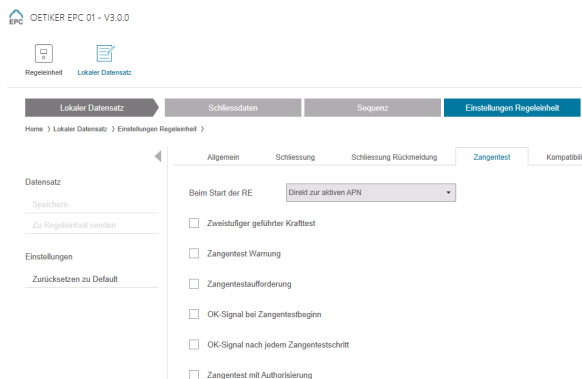 EPC OETIKER EPC 01 - V3.0.0
Regeleinheit Lokaler Datensatz
Lokaler Datensatz Schliessdaten Sequenz Einstellungen Regeleinheit
Home > Lokaler Datensatz > Einstellungen Regeleinheit >
Allgemein Schliessung Schliessung Rückmeldung Zangentest Kompatibili
Datensatz
Beim Start der RE Direkt zur aktiven APN
Speichern
Zu Regeleinheit senden
Zweistufiger geführter Krafttest
Zangentest Warnung
Einstellungen
Zurücksetzen zu Default
Zangentestaufforderung
OK-Signal bei Zangentestbeginn
OK-Signal nach jedem Zangentestschritt
Zangentest mit Authorisierung